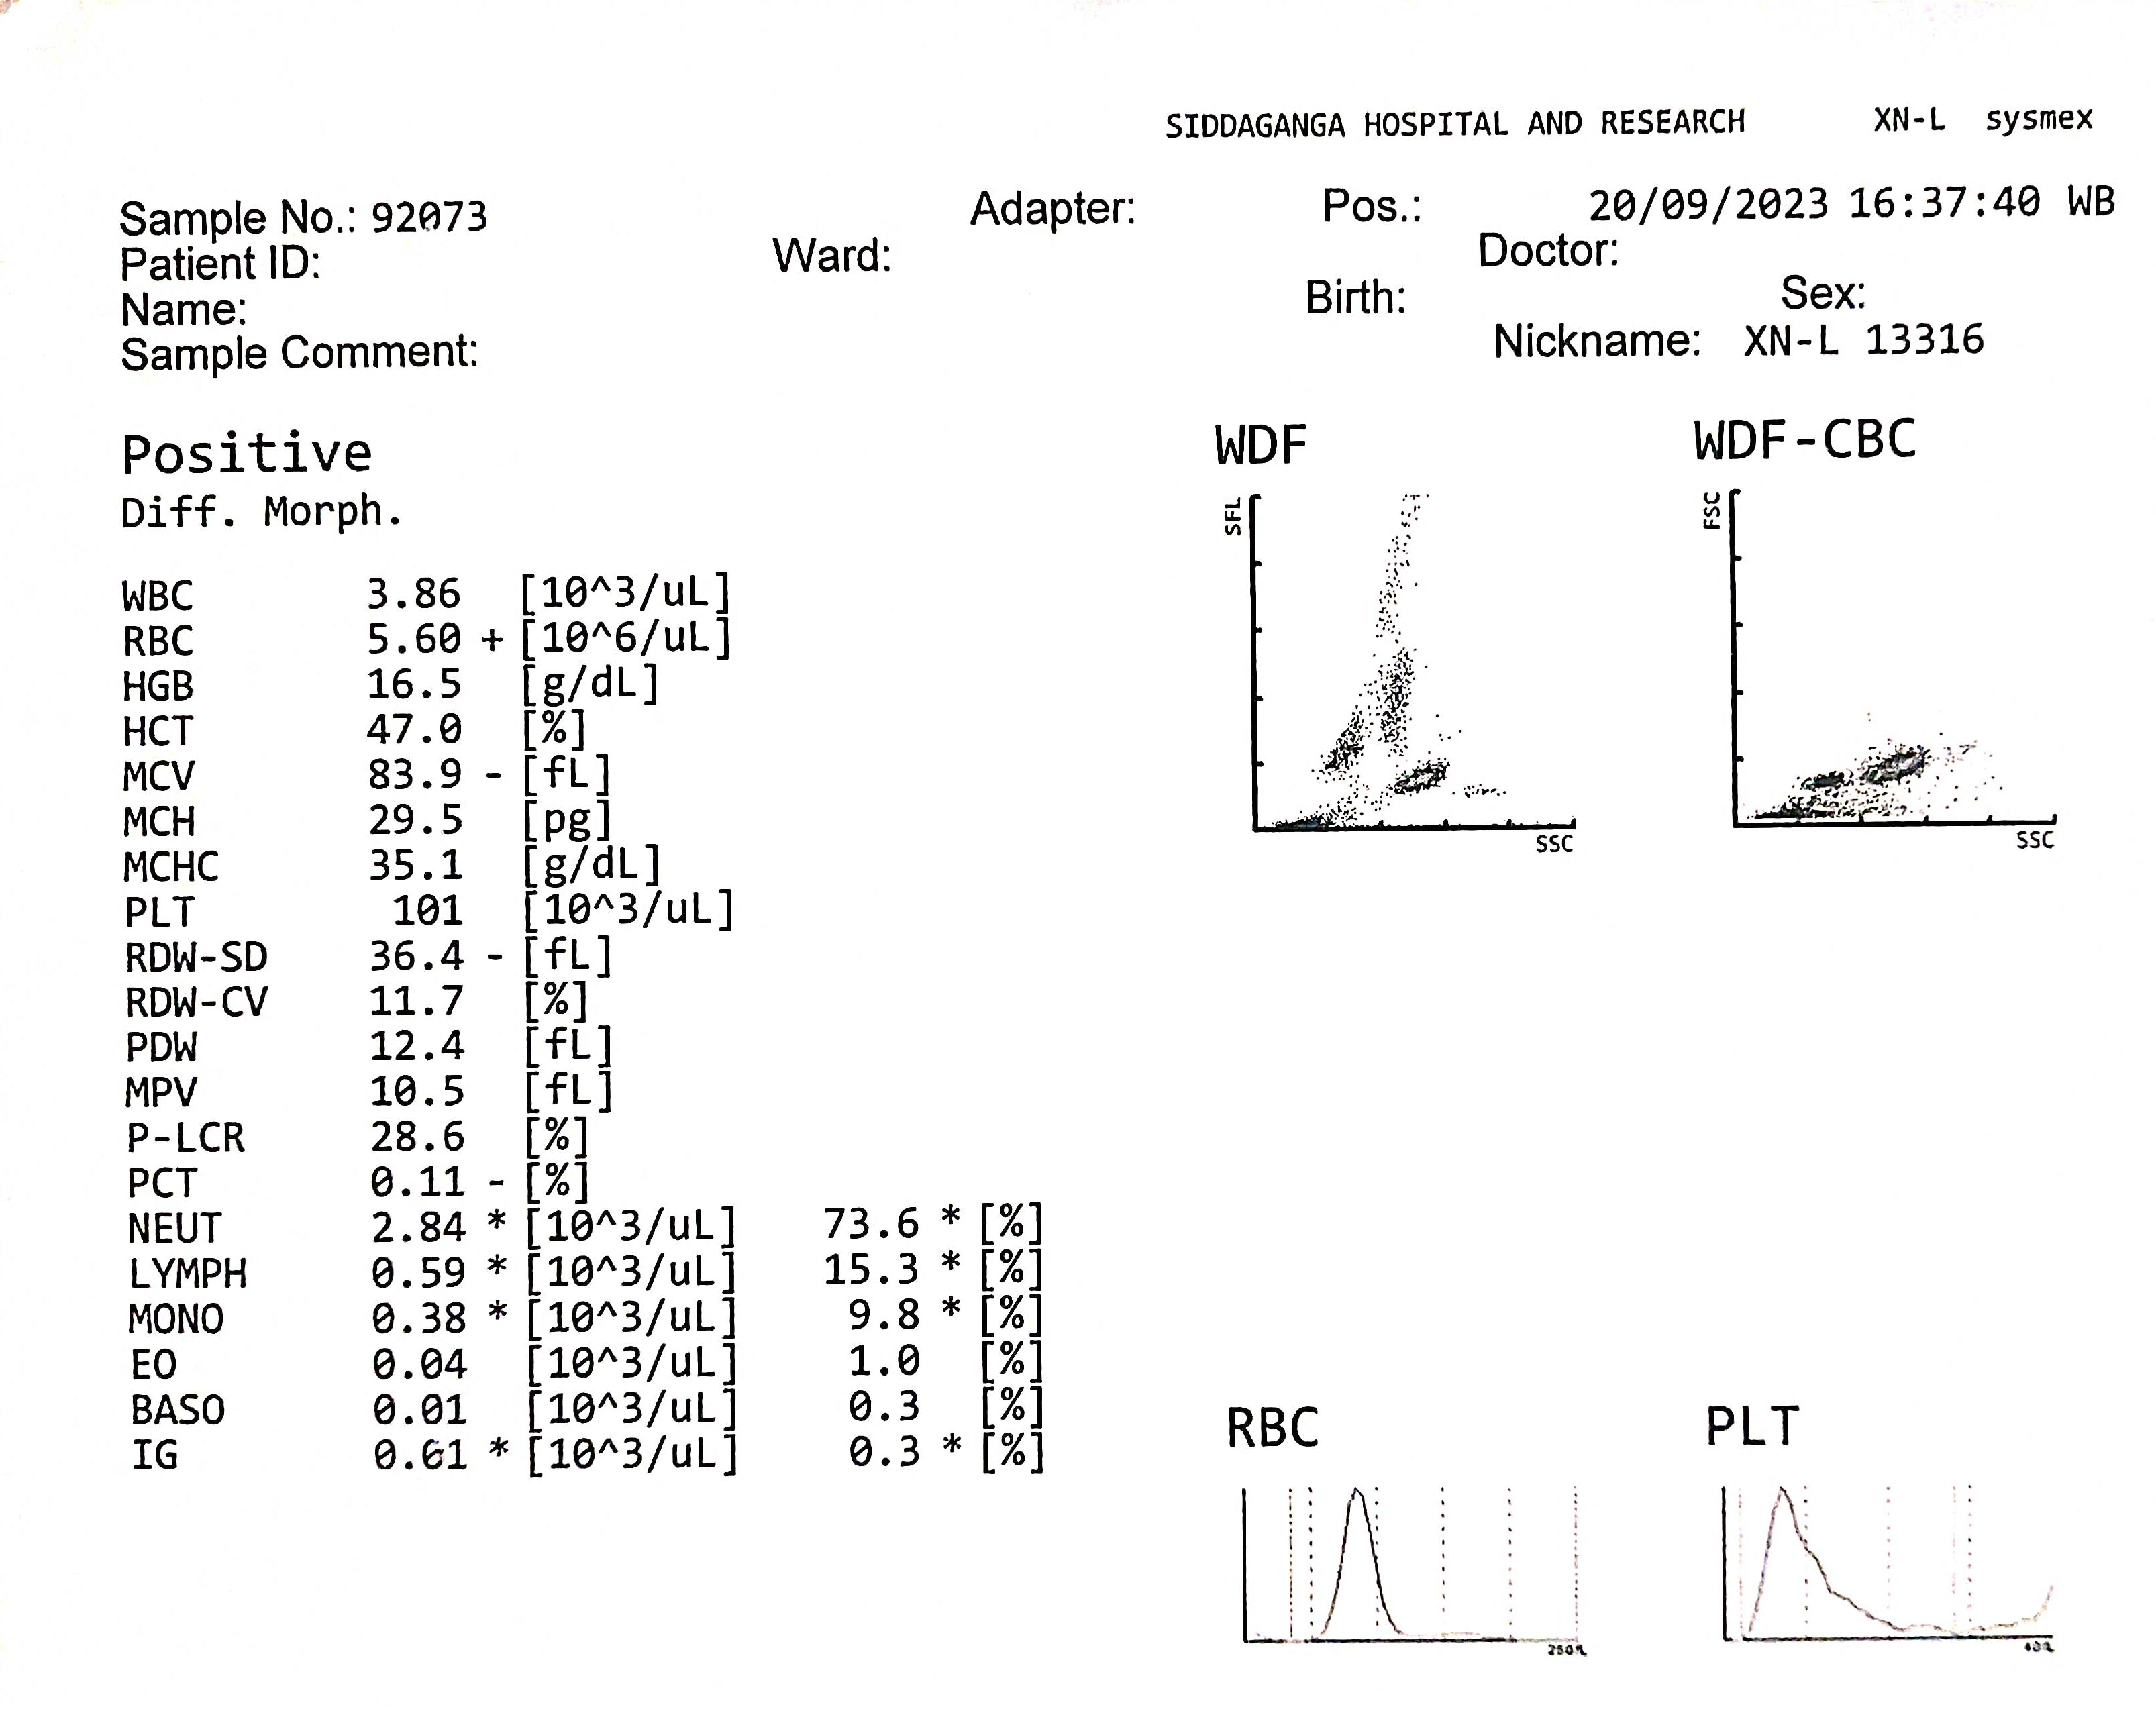 SIDDAGANGA HOSPITAL AND RESEARCH XN-L sysmex
Sample No.: 92073 Adapter: Pos.: 20/09/2023 16:37:40 WB
Patient ID: Ward: Doctor:
Name: Birth: Sex:
Sample Comment: Nickname: XN-L 13316
Positive
Diff. Morph.
WDF WDF-CBC
SFL FSC
SSC SSC
WBC 3.86 [10^3/uL]
RBC 5.60 + [10^6/uL]
HGB 16.5 [g/dL]
HCT 47.0 [%]
MCV 83.9 - [fL]
MCH 29.5 [pg]
MCHC 35.1 [g/dL]
PLT 101 [10^3/uL]
RDW-SD 36.4 - [fL]
RDW-CV 11.7 [%]
PDW 12.4 [fL]
MPV 10.5 [fL]
P-LCR 28.6 [%]
PCT 0.11 - [%]
NEUT 2.84 * [10^3/uL] 73.6 * [%]
LYMPH 0.59 * [10^3/uL] 15.3 * [%]
MONO 0.38 * [10^3/uL] 9.8 * [%]
EO 0.04 [10^3/uL] 1.0 [%]
BASO 0.01 [10^3/uL] 0.3 [%]
IG * [10^3/uL] 0.3 * [%]
RBC PLT